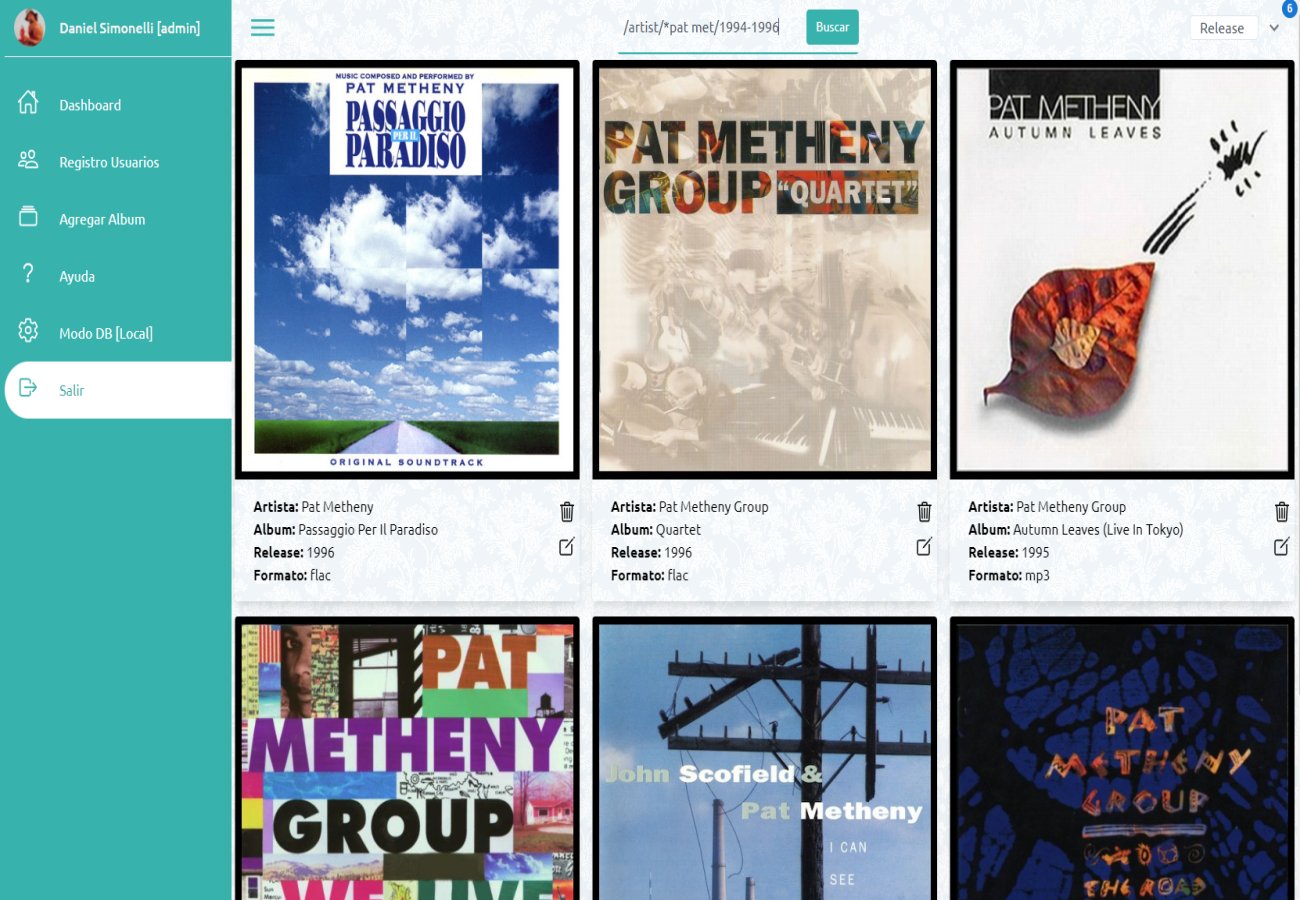 Daniel Simonelli [admin]
Dashboard
Registro Usuarios
Agregar Album
Ayuda
Modo DB [Local]
Salir
/artist/*pat met/1994-1996
Buscar
Release
6
MUSIC COMPOSED AND PERFORMED BY
PAT METHENY
PASSAGGIO
PER IL
PARADISO
ORIGINAL SOUNDTRACK
Artista: Pat Metheny
Album: Passaggio Per Il Paradiso
Release: 1996
Formato: flac
PAT METHENY
GROUP "QUARTET"
Artista: Pat Metheny Group
Album: Quartet
Release: 1996
Formato: flac
PAT METHENY
AUTUMN LEAVES
Artista: Pat Metheny Group
Album: Autumn Leaves (Live In Tokyo)
Release: 1995
Formato: mp3
PAT
METHENY
GROUP
WE LIVE
John Scofield &
Pat Metheny
I CAN
SEE
PAT
METHENY
GROUP
THE ROAD